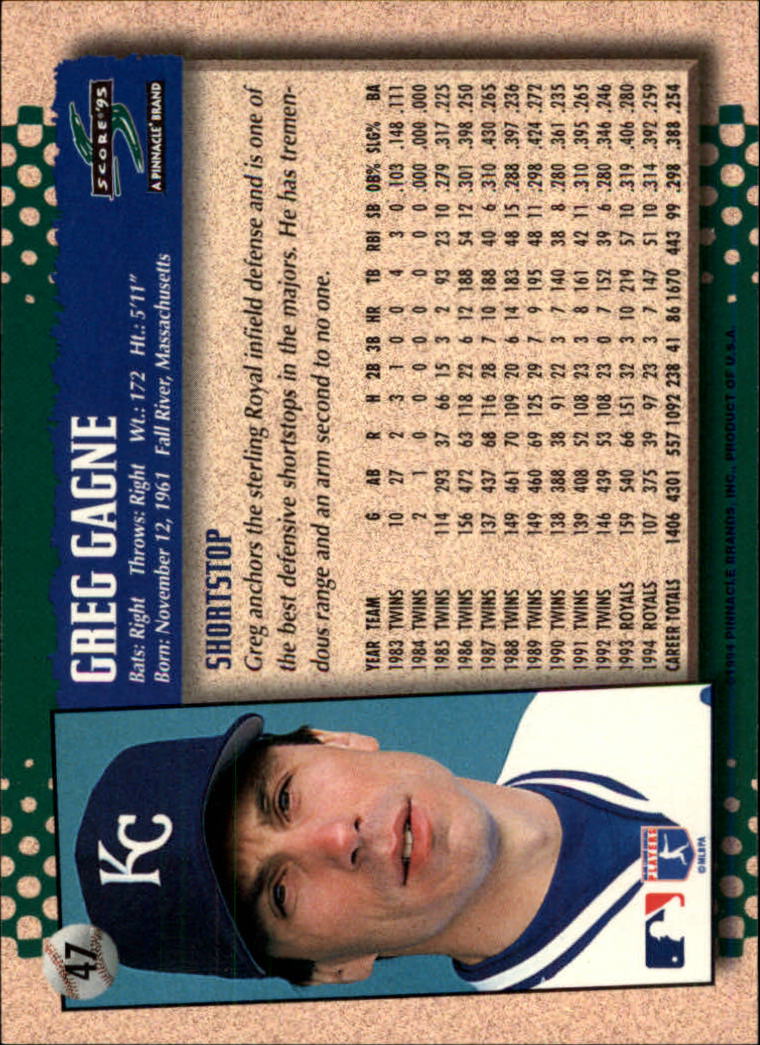 GREG GAGNE
Bats: Right Throws: Right Wt.: 172 Ht.: 5'11"
Born: November 12, 1961 Fall River, Massachusetts
SCORE® '95
A PINNACLE® BRAND
SHORTSTOP
Greg anchors the sterling Royal infield defense and is one of
the best defensive shortstops in the majors. He has tremen-
dous range and an arm second to no one.
YEAR TEAM G AB R H 2B 3B HR TB RBI SB OB% SLG% BA
1983 TWINS 10 27 2 3 1 0 0 4 3 0 .103 .148 .111
1984 TWINS 2 1 0 0 0 0 0 0 0 0 .000 .000 .000
1985 TWINS 114 293 37 66 15 3 2 93 23 10 .279 .317 .225
1986 TWINS 156 472 63 118 22 6 12 188 54 12 .301 .398 .250
1987 TWINS 137 437 68 116 28 7 10 188 40 6 .310 .430 .265
1988 TWINS 149 461 70 109 20 6 14 183 48 15 .288 .397 .236
1989 TWINS 149 460 69 125 29 7 9 195 48 11 .298 .424 .272
1990 TWINS 138 388 38 91 22 3 7 140 38 8 .280 .361 .235
1991 TWINS 139 408 52 108 23 3 8 161 42 11 .310 .395 .265
1992 TWINS 146 439 53 108 23 0 7 152 39 6 .280 .346 .246
1993 ROYALS 159 540 66 151 32 3 10 219 57 10 .319 .406 .280
1994 ROYALS 107 375 39 97 23 3 7 147 51 10 .314 .392 .259
CAREER TOTALS 1406 4301 557 1092 238 41 86 1670 443 99 .298 .388 .254
47
KC
PLAYERS
©MLBPA
©1994 PINNACLE BRANDS, INC., PRODUCT OF U.S.A.